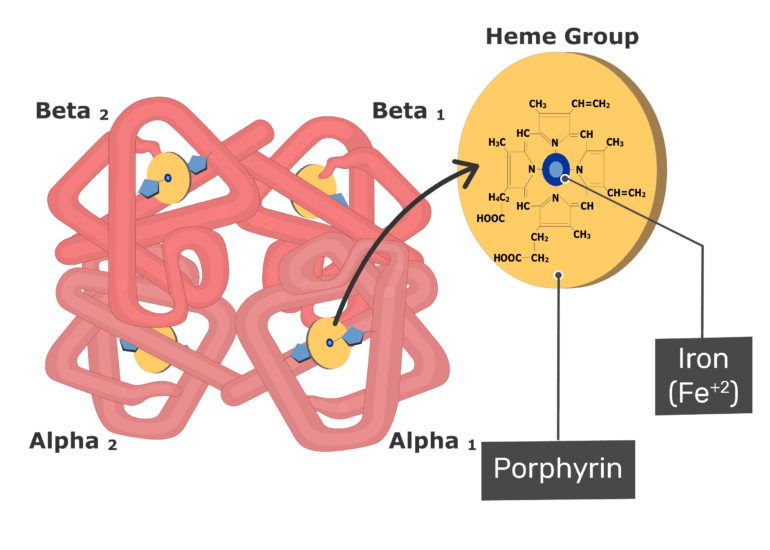 Heme Group
Beta 2
Beta 1
CH3
CH=CH2
H3C
HC
CH
CH3
N
N
N
N
H4C2
HC
CH
CH=CH2
HOOC
CH2
CH3
HOOC
CH2
Iron
(Fe+2)
Alpha 2
Alpha 1
Porphyrin